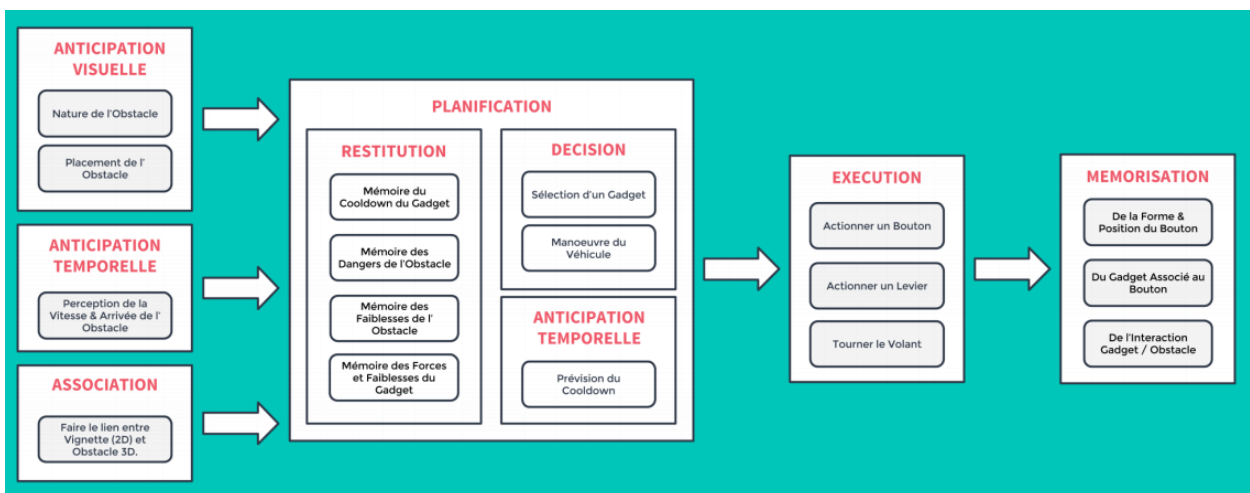 ANTICIPATION
VISUELLE
Nature de l'Obstacle
Placement de l'
Obstacle
ANTICIPATION
TEMPORELLE
Perception de la
Vitesse & Arrivée de l'
Obstacle
ASSOCIATION
Faire le lien entre
Vignette (2D) et
Obstacle 3D.
PLANIFICATION
RESTITUTION
Mémoire du
Cooldown du Gadget
Mémoire des
Dangers de l'Obstacle
Mémoire des
Faiblesses de l'
Obstacle
Mémoire des Forces
et Faiblesses du
Gadget
DECISION
Sélection d'un Gadget
Manoeuvre du
Véhicule
ANTICIPATION
TEMPORELLE
Prévision du
Cooldown
EXECUTION
Actionner un Bouton
Actionner un Levier
Tourner le Volant
MEMORISATION
De la Forme &
Position du Bouton
Du Gadget Associé au
Bouton
De l'Interaction
Gadget / Obstacle